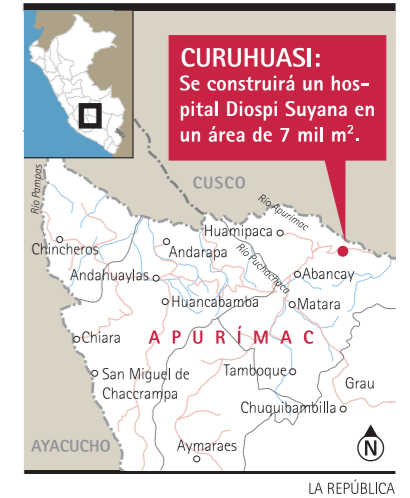 CURUHUASI:
Se construirá un hos-
pital Diospi Suyana en
un área de 7 mil m².
CUSCO
Río Pampas
Río Apurímac
Huamipaca
Chincheros
Andarapa
Río Puchachaca
Andahuaylas
Abancay
Huancabamba
Matara
Chiara
APURÍMAC
San Miguel de
Chaccrampa
Tamboque
Grau
Chuquibambilla
AYACUCHO
Aymaraes
N
LA REPÚBLICA